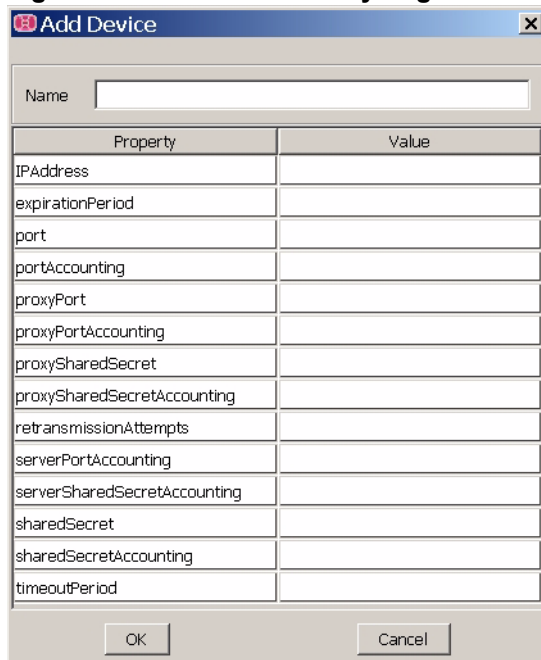 Add Device
Name
Property Value
IPAddress
expirationPeriod
port
portAccounting
proxyPort
proxyPortAccounting
proxySharedSecret
proxySharedSecretAccounting
retransmissionAttempts
serverPortAccounting
serverSharedSecretAccounting
sharedSecret
sharedSecretAccounting
timeoutPeriod
OK Cancel